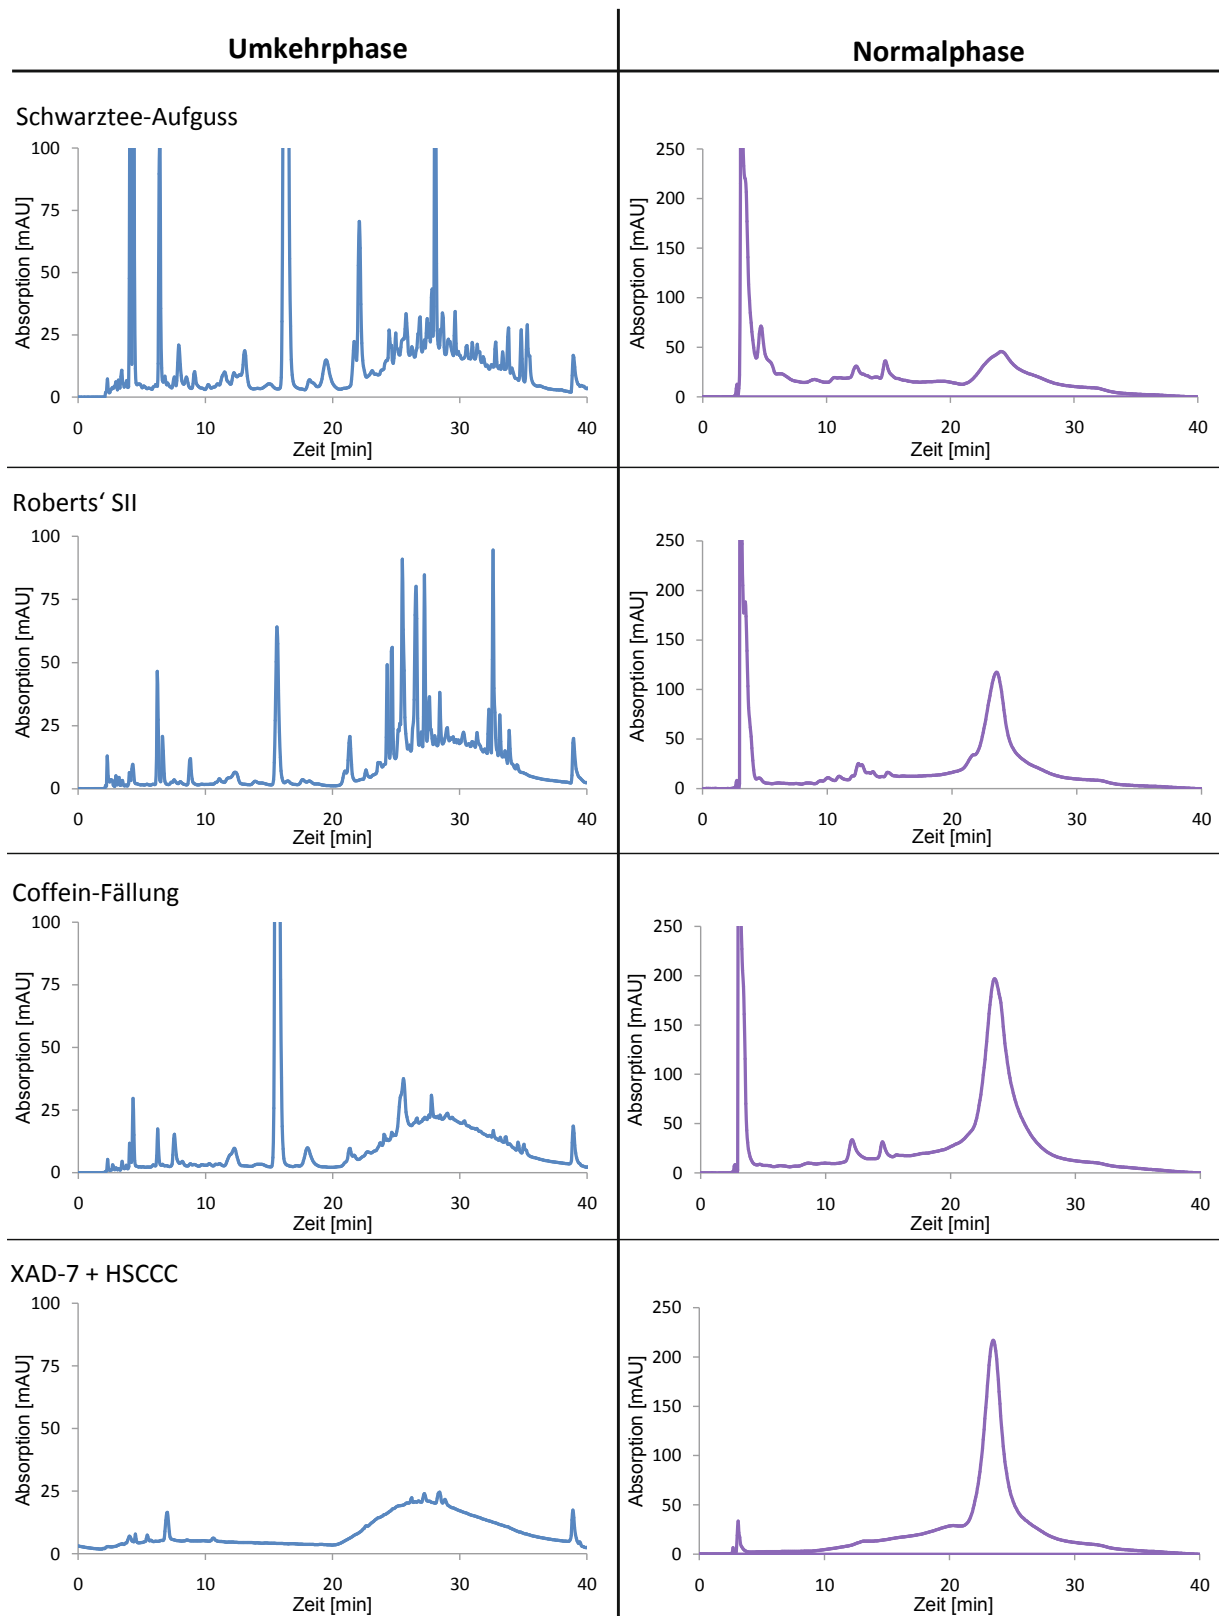 Umkehrphase
Normalphase
Schwarztee-Aufguss
100
75
50
25
0
Absorption [mAU]
0 10 20 30 40
Zeit [min]
250
200
150
100
50
0
Absorption [mAU]
0 10 20 30 40
Zeit [min]
Roberts‘ SII
100
75
50
25
0
Absorption [mAU]
0 10 20 30 40
Zeit [min]
250
200
150
100
50
0
Absorption [mAU]
0 10 20 30 40
Zeit [min]
Coffein-Fällung
100
75
50
25
0
Absorption [mAU]
0 10 20 30 40
Zeit [min]
250
200
150
100
50
0
Absorption [mAU]
0 10 20 30 40
Zeit [min]
XAD-7 + HSCCC
100
75
50
25
0
Absorption [mAU]
0 10 20 30 40
Zeit [min]
250
200
150
100
50
0
Absorption [mAU]
0 10 20 30 40
Zeit [min]